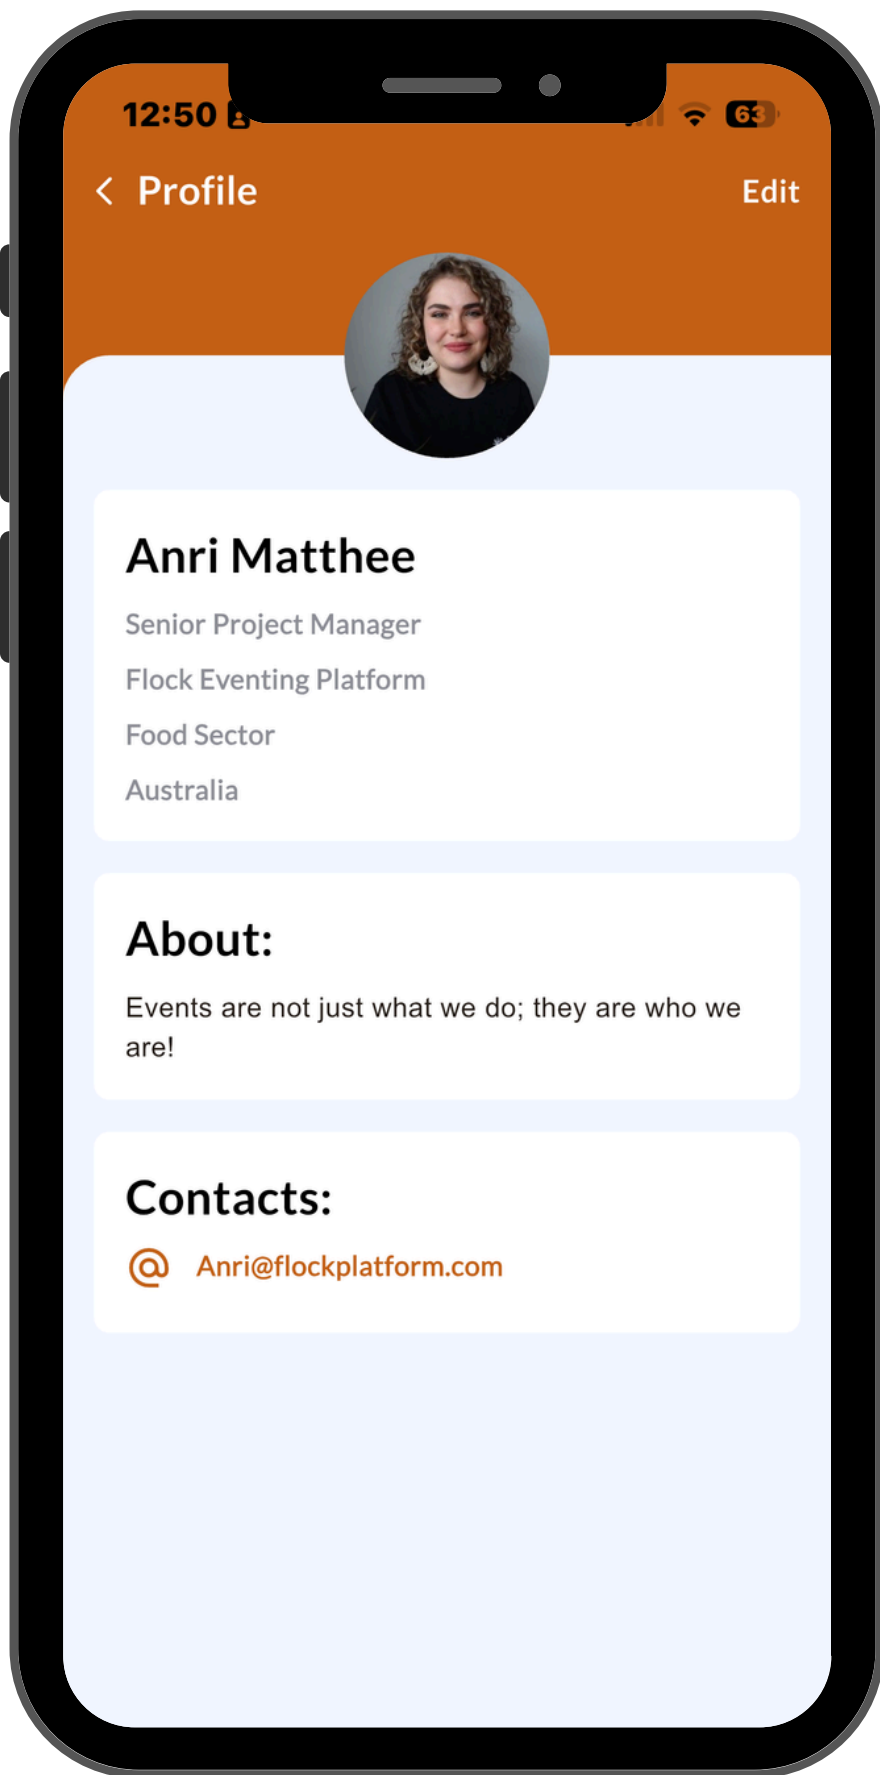 12:50
63
Profile
Edit
Anri Matthee
Senior Project Manager
Flock Eventing Platform
Food Sector
Australia
About:
Events are not just what we do; they are who we
are!
Contacts:
@ Anri@flockplatform.com